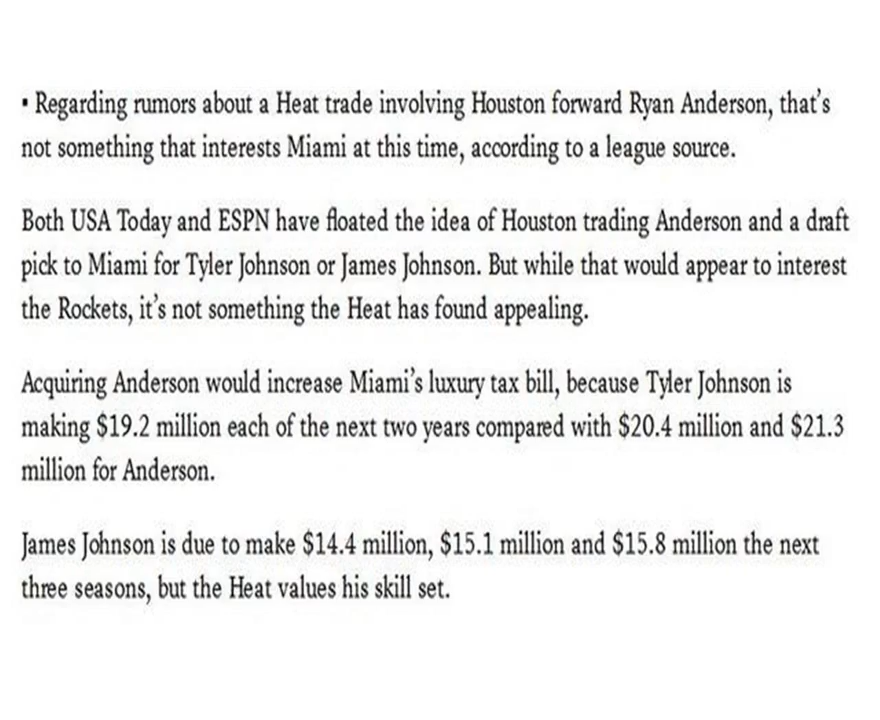 ▪ Regarding rumors about a Heat trade involving Houston forward Ryan Anderson, that’s
not something that interests Miami at this time, according to a league source.
Both USA Today and ESPN have floated the idea of Houston trading Anderson and a draft
pick to Miami for Tyler Johnson or James Johnson. But while that would appear to interest
the Rockets, it’s not something the Heat has found appealing.
Acquiring Anderson would increase Miami’s luxury tax bill, because Tyler Johnson is
making $19.2 million each of the next two years compared with $20.4 million and $21.3
million for Anderson.
James Johnson is due to make $14.4 million, $15.1 million and $15.8 million the next
three seasons, but the Heat values his skill set.